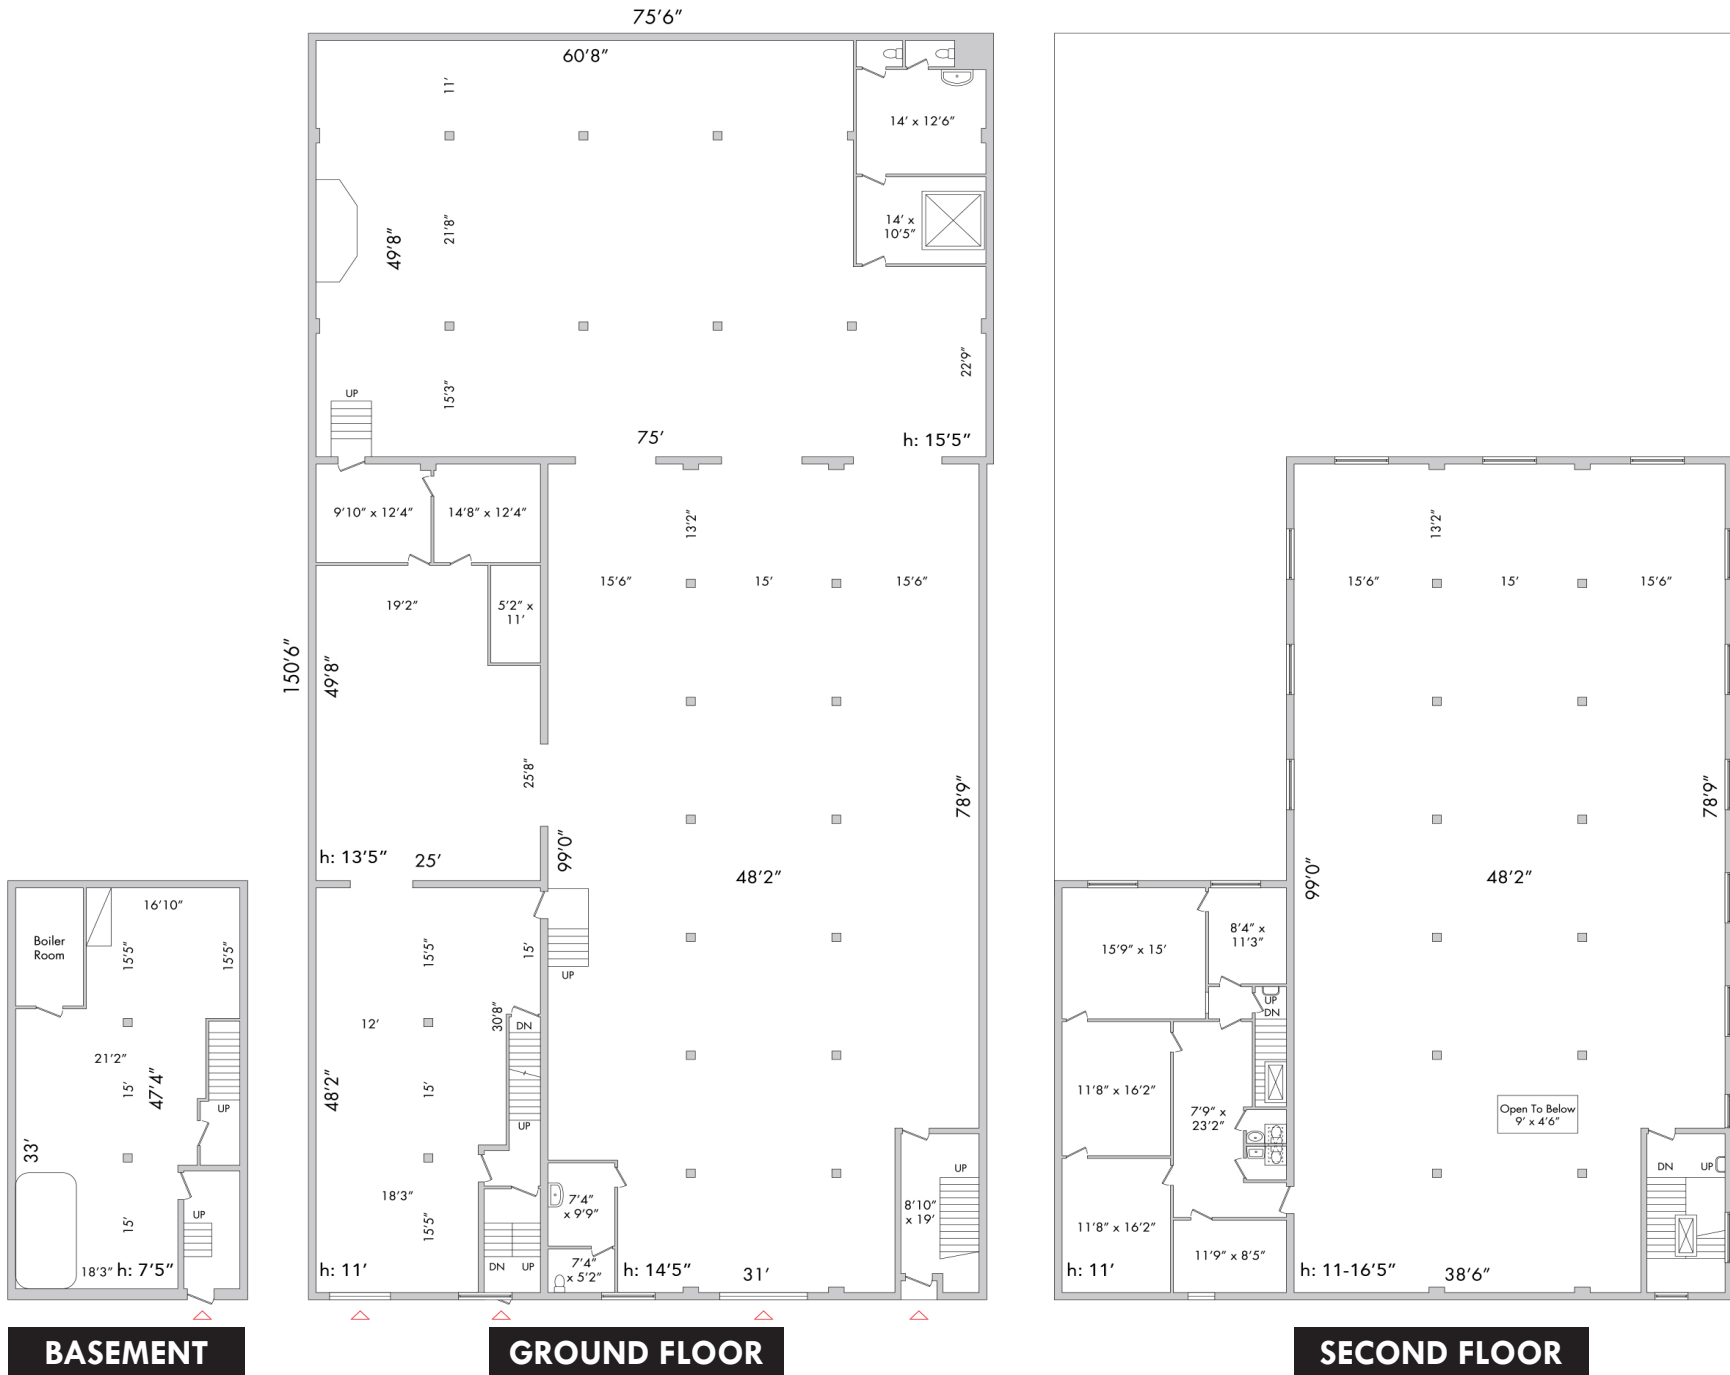 75'6"
60'8"
11'
14' x 12'6"
21'8"
49'8"
14' x
10'5"
22'9"
15'3"
UP
75'
h: 15'5"
9'10" x 12'4"
14'8" x 12'4"
13'2"
15'6"
15'
15'6"
19'2"
5'2" x
11'
150'6"
49'8"
25'8"
78'9"
99'0"
h: 13'5"
25'
48'2"
15'5"
15'
UP
12'
30'8"
DN
48'2"
15'
UP
18'3"
15'5"
7'4"
x 9'9"
UP
8'10"
x 19'
DN
UP
7'4"
x 5'2"
h: 11'
h: 14'5"
31'
GROUND FLOOR
16'10"
Boiler
Room
15'5"
15'5"
21'2"
15'
47'4"
UP
33'
UP
15'
18'3"
h: 7'5"
BASEMENT
13'2"
15'6"
15'
15'6"
78'9"
99'0"
48'2"
15'9" x 15'
8'4" x
11'3"
UP
DN
11'8" x 16'2"
7'9" x
23'2"
Open To Below
9' x 4'6"
DN
UP
11'8" x 16'2"
11'9" x 8'5"
h: 11'
h: 11-16'5"
38'6"
SECOND FLOOR